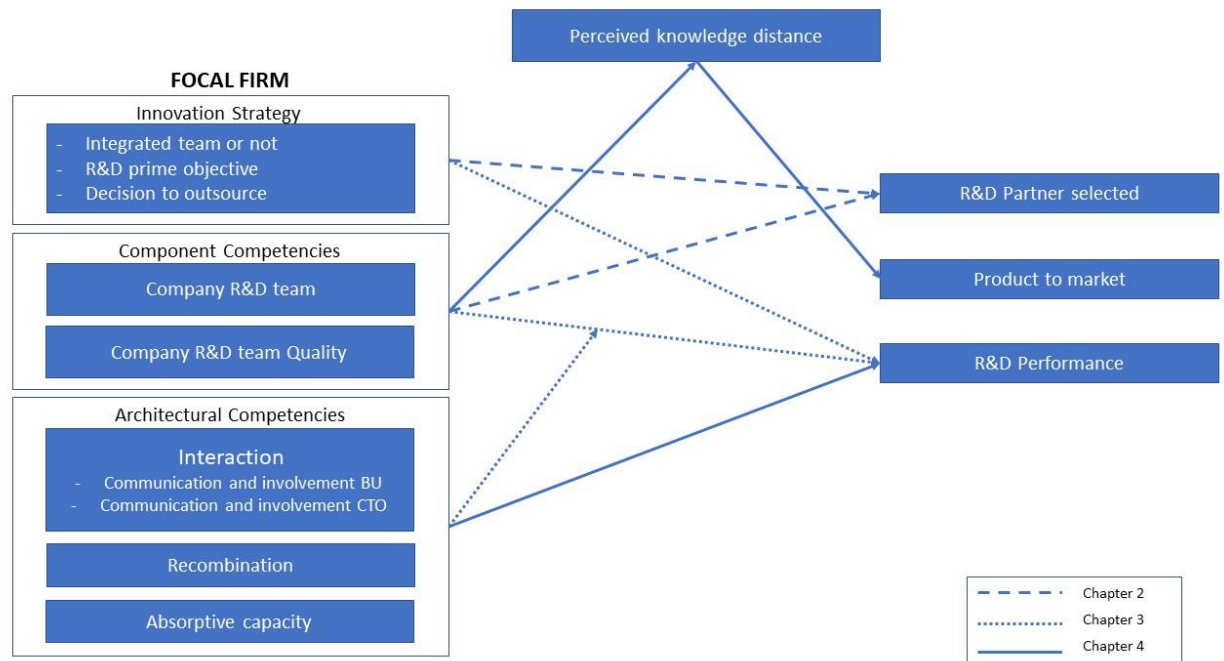 Perceived knowledge distance
FOCAL FIRM
Innovation Strategy
- Integrated team or not
- R&D prime objective
- Decision to outsource
R&D Partner selected
Component Competencies
Company R&D team
Product to market
Company R&D team Quality
R&D Performance
Architectural Competencies
Interaction
- Communication and involvement BU
- Communication and involvement CTO
Recombination
Absorptive capacity
Chapter 2
Chapter 3
Chapter 4